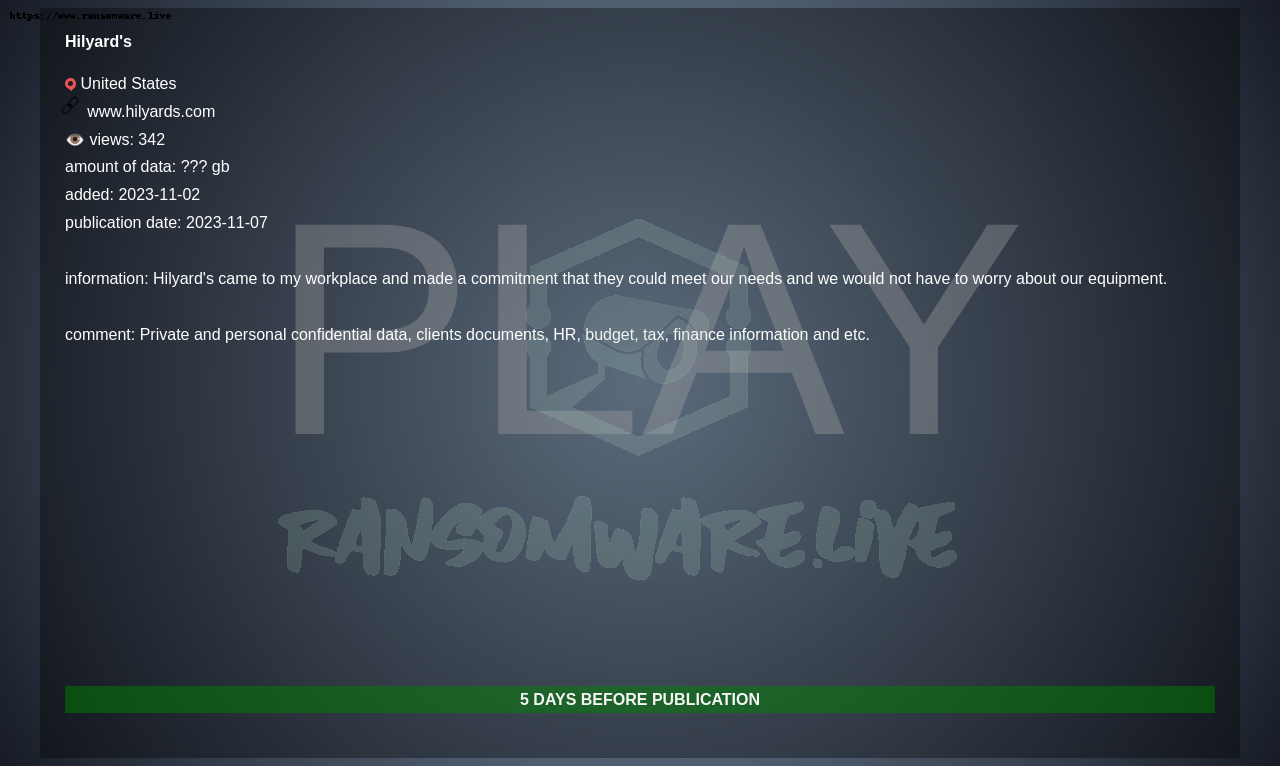 https://www.ransomware.live
Hilyard's
United States
www.hilyards.com
views: 342
amount of data: ??? gb
added: 2023-11-02
publication date: 2023-11-07
PLAY
information: Hilyard's came to my workplace and made a commitment that they could meet our needs and we would not have to worry about our equipment.
comment: Private and personal confidential data, clients documents, HR, budget, tax, finance information and etc.
RANSOMWARE.LIVE
5 DAYS BEFORE PUBLICATION